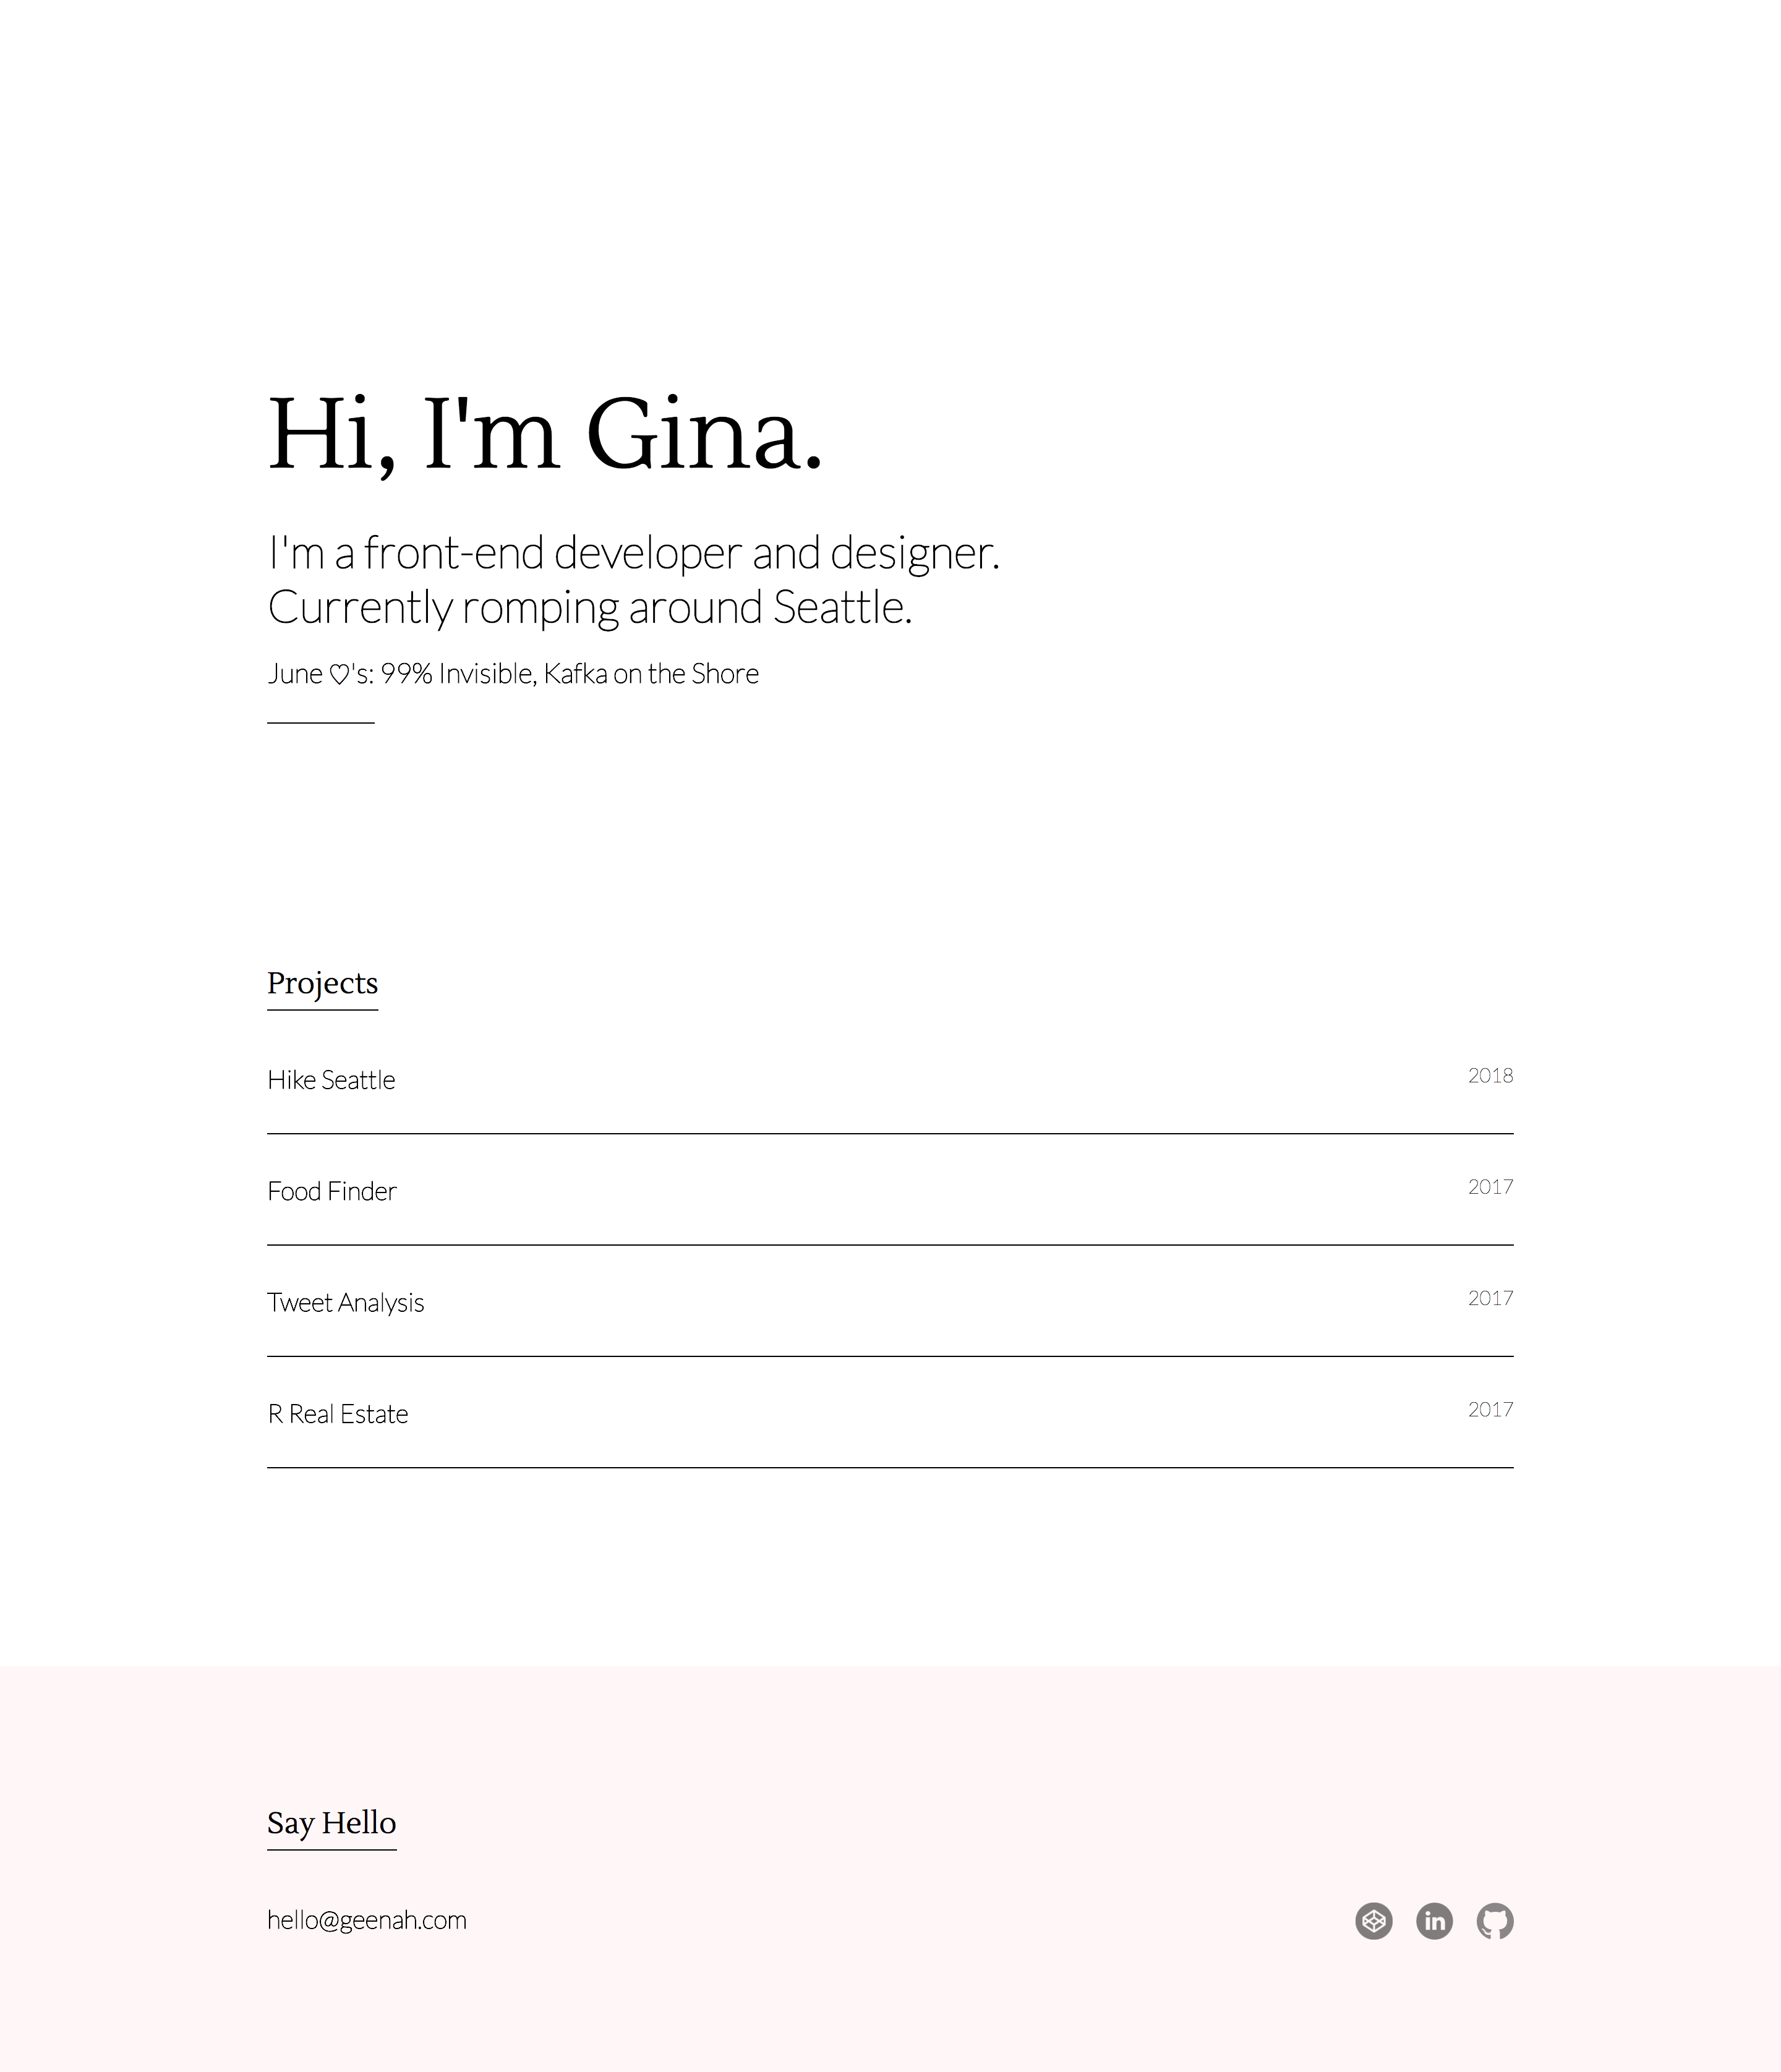 Hi, I'm Gina.
I'm a front-end developer and designer.
Currently romping around Seattle.
June ♡'s: 99% Invisible, Kafka on the Shore
Projects
Hike Seattle 2018
Food Finder 2017
Tweet Analysis 2017
R Real Estate 2017
Say Hello
hello@geenah.com
in